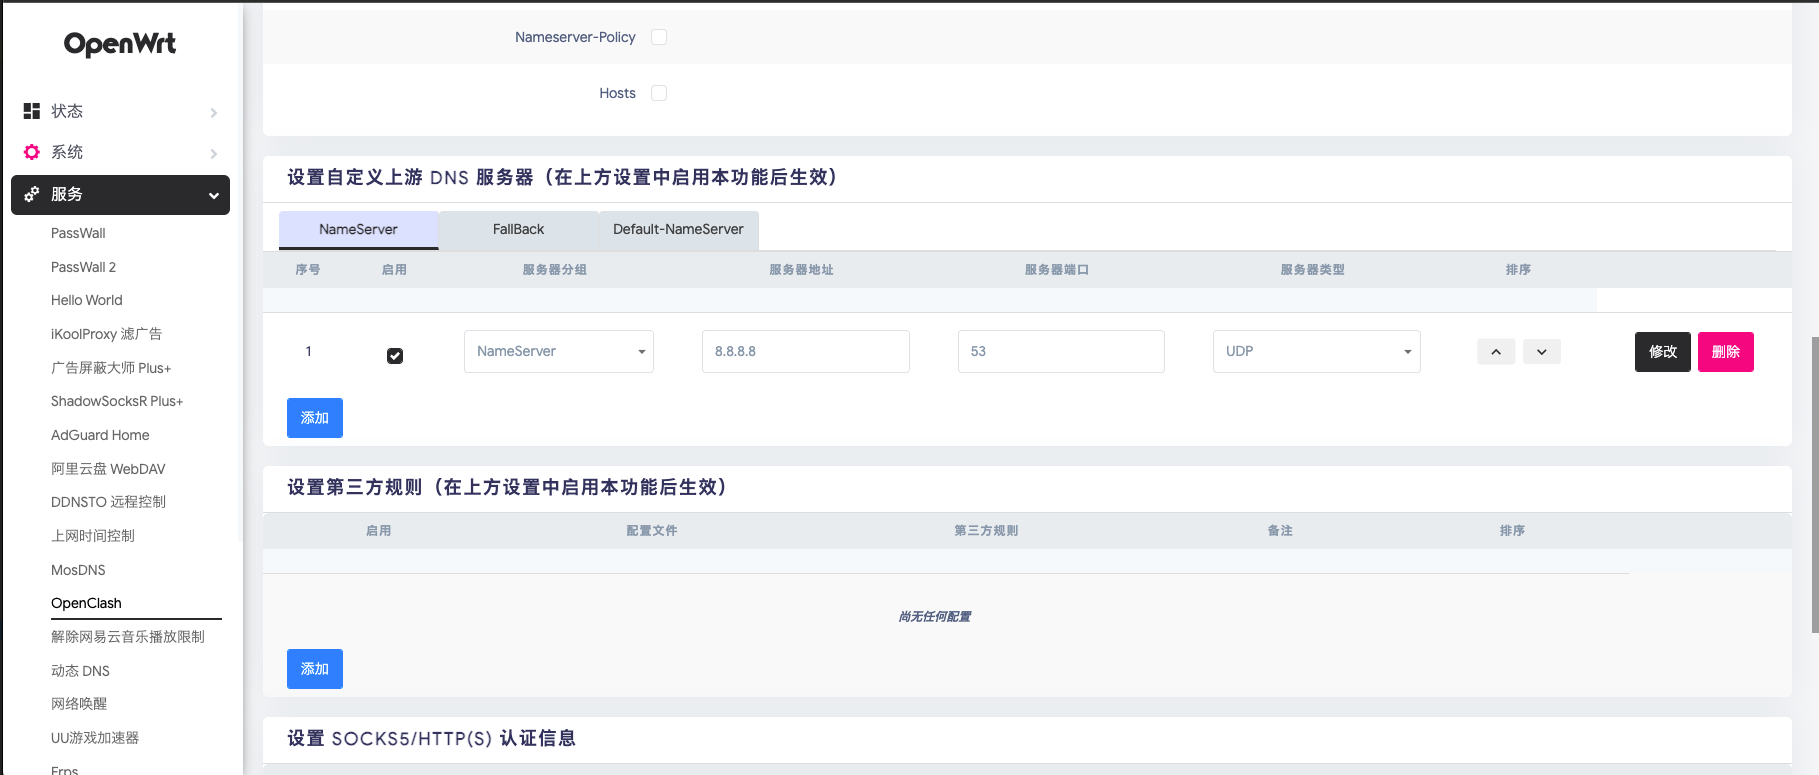 OpenWrt
状态
系统
服务
PassWall
PassWall 2
Hello World
iKoolProxy 滤广告
广告屏蔽大师 Plus+
ShadowSocksR Plus+
AdGuard Home
阿里云盘 WebDAV
DDNSTO 远程控制
上网时间控制
MosDNS
OpenClash
解除网易云音乐播放限制
动态 DNS
网络唤醒
UU游戏加速器
Frps
Nameserver-Policy
Hosts
设置自定义上游 DNS 服务器（在上方设置中启用本功能后生效）
NameServer FallBack Default-NameServer
序号 启用 服务器分组 服务器地址 服务器端口 服务器类型 排序
1 NameServer 8.8.8.8 53 UDP 修改 删除
添加
设置第三方规则（在上方设置中启用本功能后生效）
启用 配置文件 第三方规则 备注 排序
尚无任何配置
添加
设置 SOCKS5/HTTP(S) 认证信息